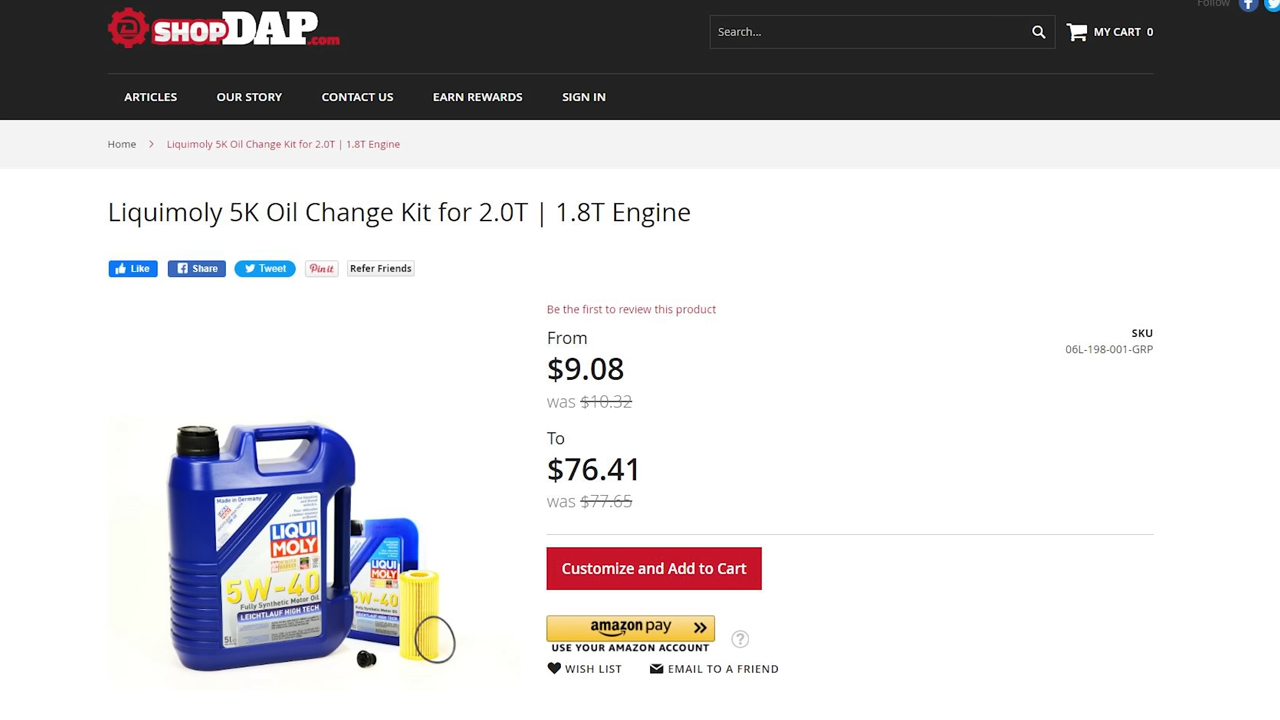 Follow
SHOPDAP.com
Search...
MY CART 0
ARTICLES OUR STORY CONTACT US EARN REWARDS SIGN IN
Home > Liquimoly 5K Oil Change Kit for 2.0T | 1.8T Engine
Liquimoly 5K Oil Change Kit for 2.0T | 1.8T Engine
Like Share Tweet Pin it Refer Friends
Be the first to review this product
SKU
06L-198-001-GRP
From
$9.08
was $10.32
To
$76.41
was $77.65
Customize and Add to Cart
amazon pay
?
USE YOUR AMAZON ACCOUNT
WISH LIST EMAIL TO A FRIEND
Made in Germany
LIQUI
MOLY
5W-40
Fully Synthetic Motor Oil
LEICHTLAUF HIGH TECH
5L
LIQUI
MOLY
5W-40